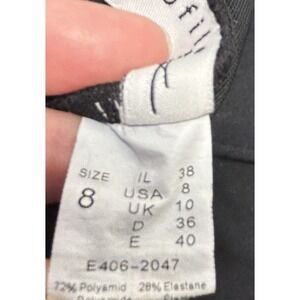 SIZE IL 38
8 USA 8
UK 10
D 36
E 40
E406-2047
72% Polyamid 28% Elastane